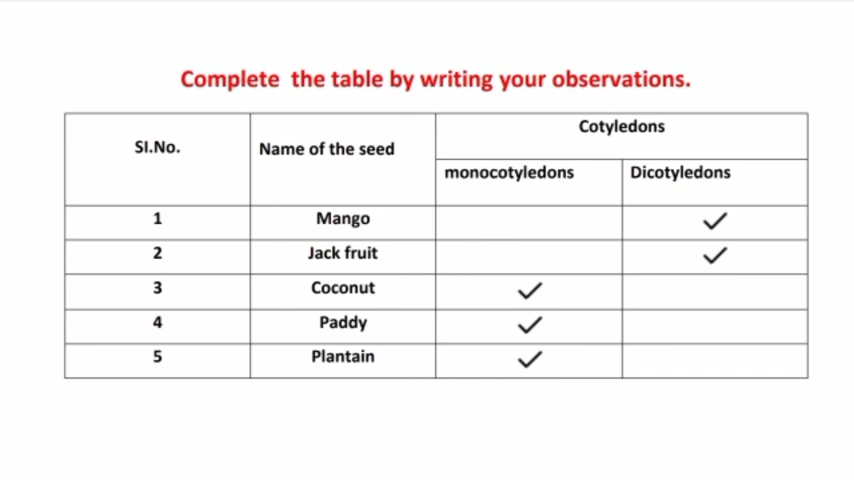 Complete the table by writing your observations.
Sl.No. Name of the seed Cotyledons
monocotyledons Dicotyledons
1 Mango ✓
2 Jack fruit ✓
3 Coconut ✓
4 Paddy ✓
5 Plantain ✓